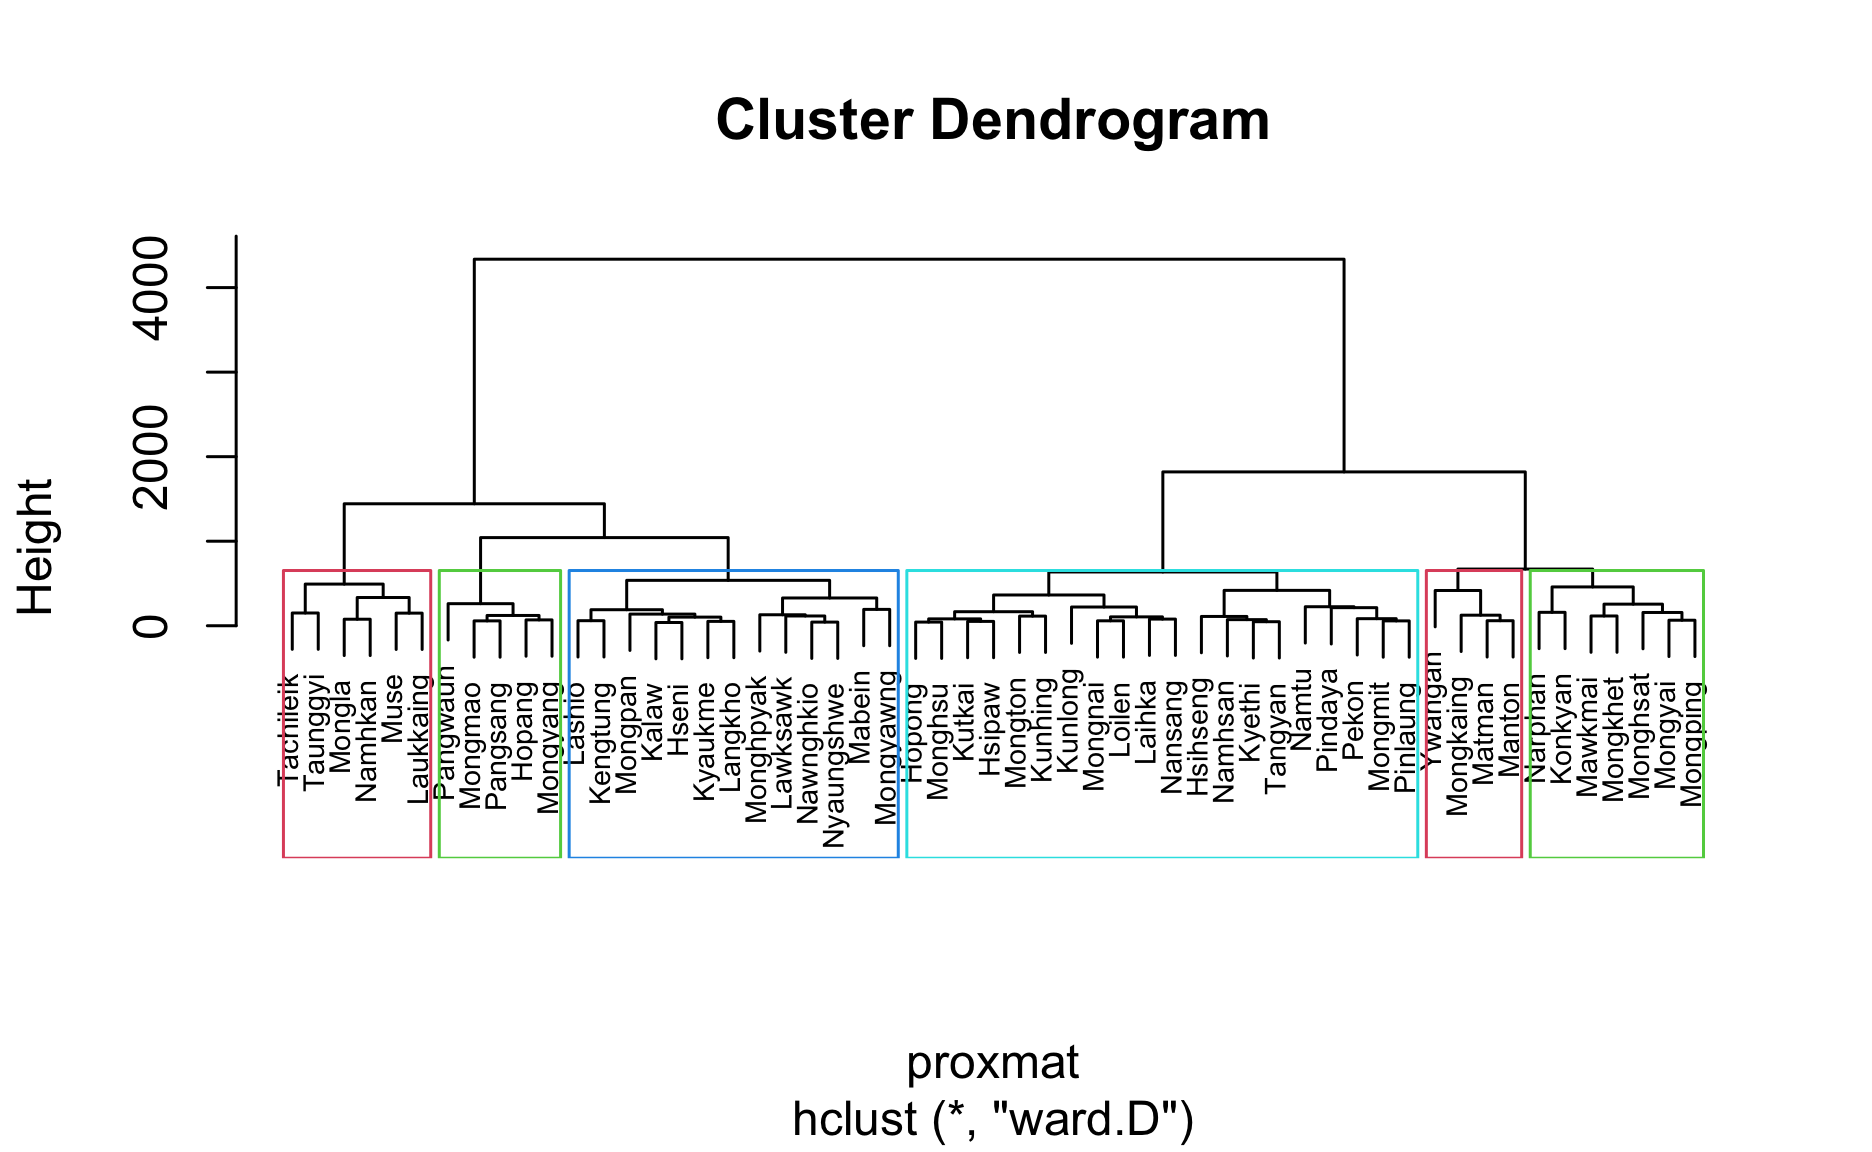 Cluster Dendrogram
Height
0
2000
4000
Tachileik
Taunggyi
Mongla
Namhkan
Muse
Laukkaing
Pangwaun
Mongmao
Pangsang
Hopang
Mongyang
Lashio
Kengtung
Mongpan
Kalaw
Hseni
Kyaukme
Langkho
Monghpyak
Lawksawk
Nawnghkio
Nyaungshwe
Mabein
Mongyawng
Hopong
Monghsu
Kutkai
Hsipaw
Mongton
Kunhing
Kunlong
Mongnai
Loilen
Laihka
Nansang
Hsihseng
Namhsan
Kyethi
Tangyan
Namtu
Pindaya
Pekon
Mongmit
Pinlaung
Ywangan
Mongkaing
Matman
Manton
Narphan
Konkyan
Mawkmai
Mongkhet
Monghsat
Mongyai
Mongping
proxmat
hclust (*, "ward.D")